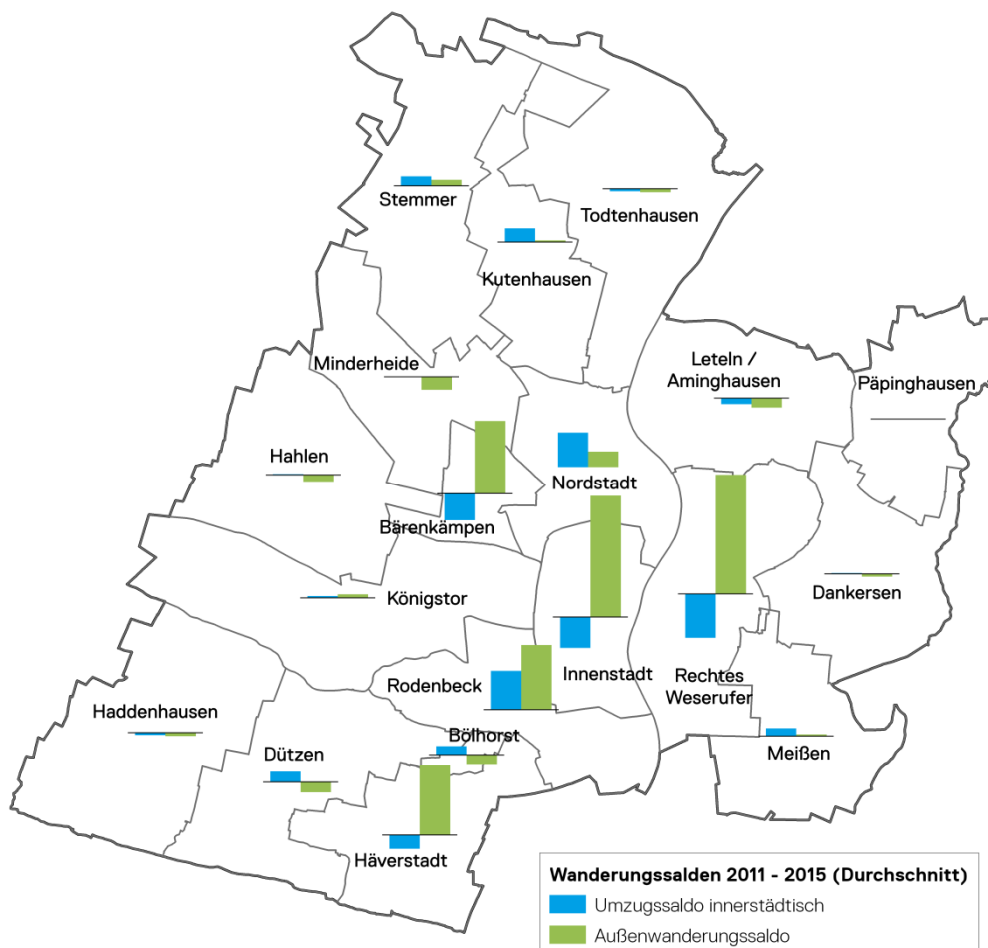 Stemmer
Todtenhausen
Kutenhausen
Minderheide
Leteln /
Aminghausen
Päpinghausen
Hahlen
Nordstadt
Bärenkämpen
Königstor
Dankersen
Innenstadt
Rechtes
Weserufer
Rodenbeck
Haddenhausen
Bölhorst
Dützen
Meißen
Häverstadt
Wanderungssalden 2011 - 2015 (Durchschnitt)
Umzugssaldo innerstädtisch
Außenwanderungssaldo